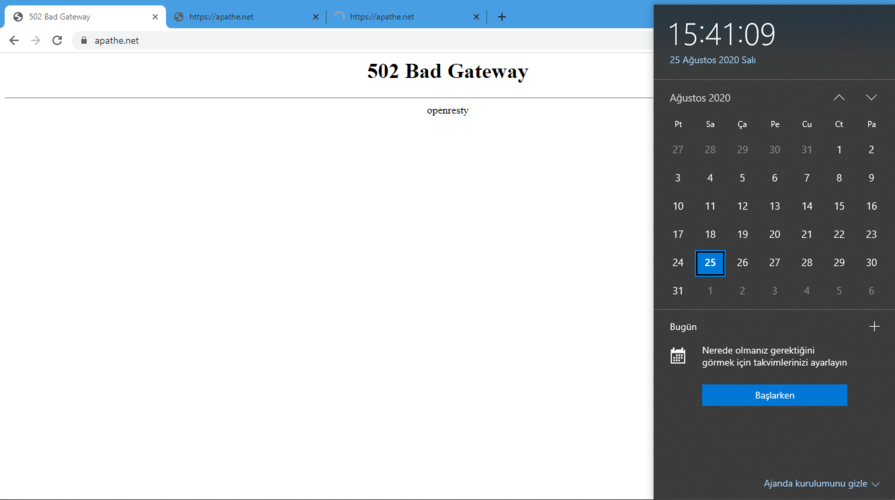 502 Bad Gateway
https://apathe.net
https://apathe.net
apathe.net
502 Bad Gateway
openresty
15:41:09
25 Ağustos 2020 Salı
Ağustos 2020
Pt Sa Ça Pe Cu Ct Pa
27 28 29 30 31 1 2
3 4 5 6 7 8 9
10 11 12 13 14 15 16
17 18 19 20 21 22 23
24 25 26 27 28 29 30
31 1 2 3 4 5 6
Bugün
Nerede olmanız gerektiğini
görmek için takvimlerinizi ayarlayın
Başlarken
Ajanda kurulumunu gizle